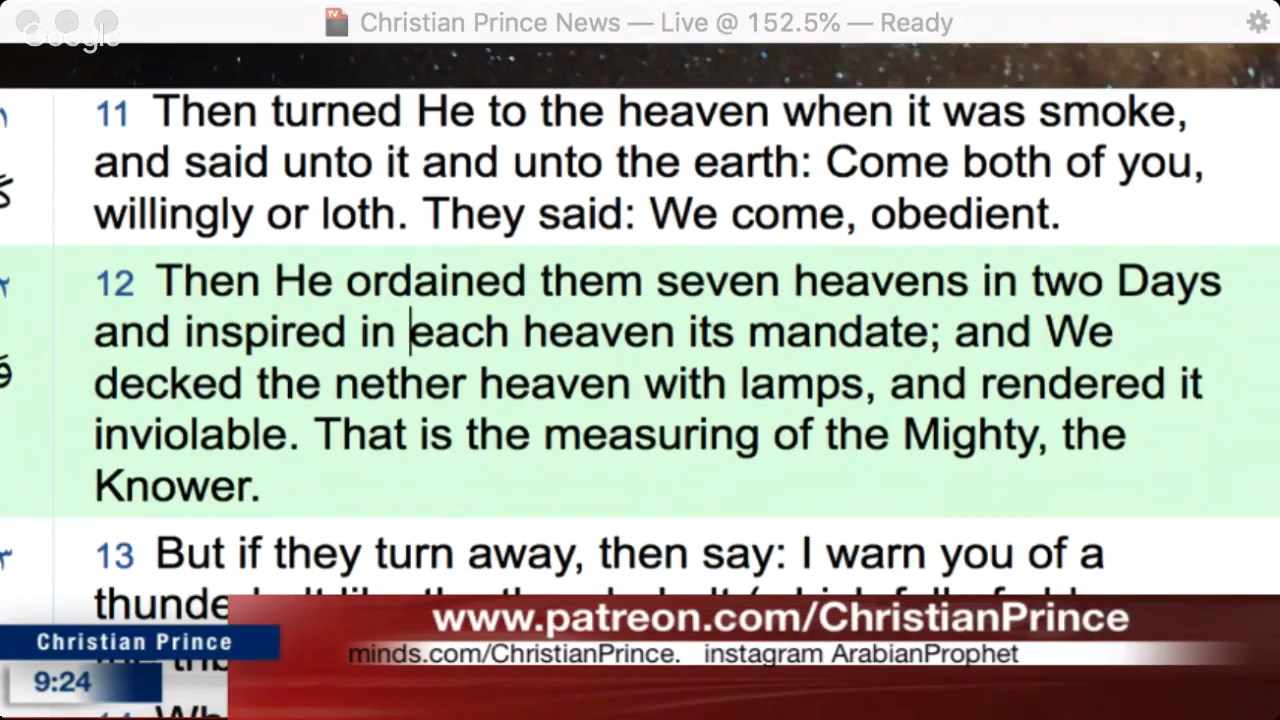 Christian Prince News — Live @ 152.5% — Ready
Google
11 Then turned He to the heaven when it was smoke,
and said unto it and unto the earth: Come both of you,
willingly or loth. They said: We come, obedient.
12 Then He ordained them seven heavens in two Days
and inspired in each heaven its mandate; and We
decked the nether heaven with lamps, and rendered it
inviolable. That is the measuring of the Mighty, the
Knower.
13 But if they turn away, then say: I warn you of a
www.patreon.com/ChristianPrince
Christian Prince
minds.com/ChristianPrince. instagram ArabianProphet
9:24